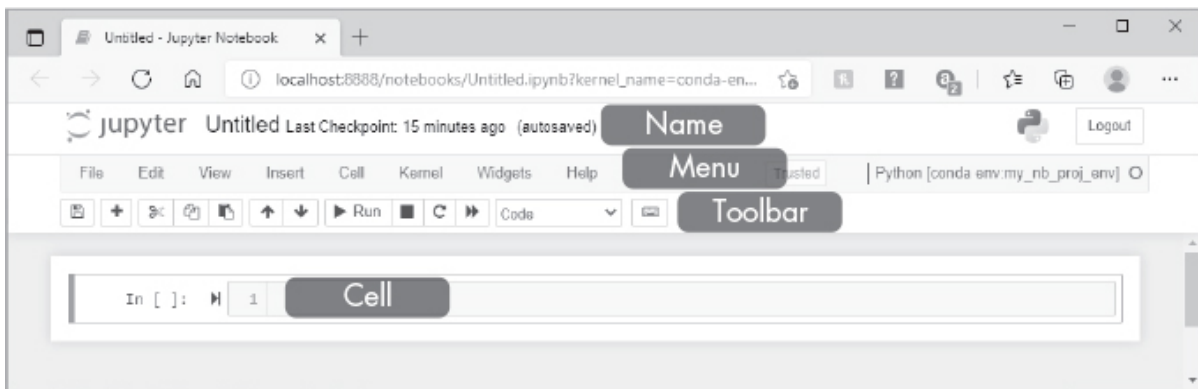 Untitled - Jupyter Notebook
localhost:8888/notebooks/Untitled.ipynb?kernel_name=conda-en...
jupyter Untitled Last Checkpoint: 15 minutes ago (autosaved) Name Logout
File Edit View Insert Cell Kernel Widgets Help Menu Trusted Python [conda env:my_nb_proj_env]
Run Code Toolbar
In [ ]: 1 Cell